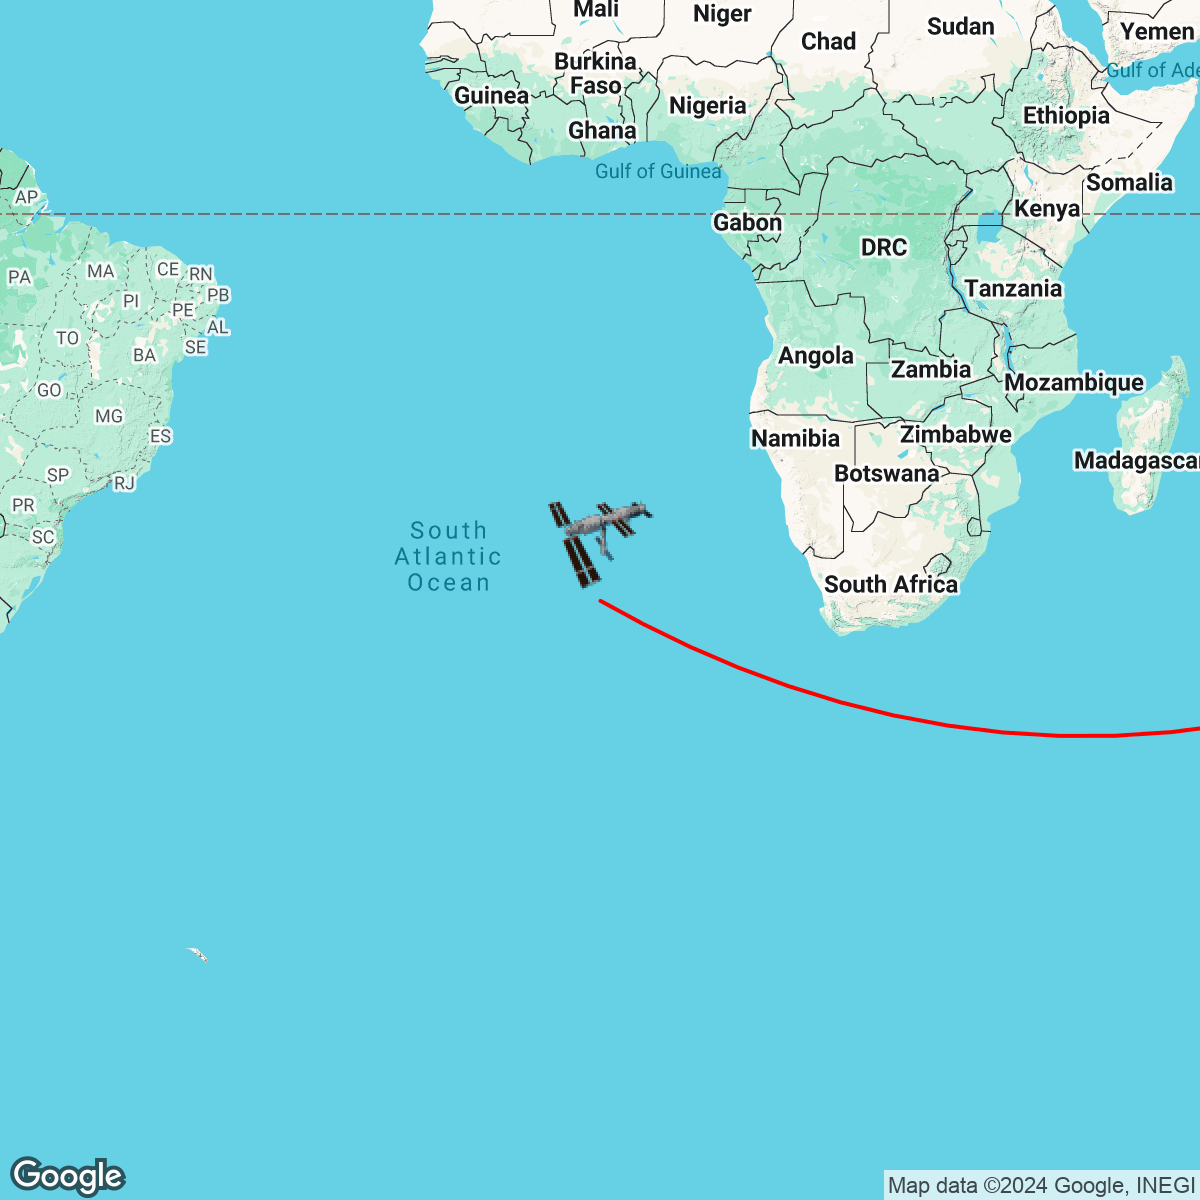 Mali
Niger
Chad
Sudan
Yemen
Burkina
Faso
Gulf of Ade
Guinea
Nigeria
Ghana
Ethiopia
Gulf of Guinea
Somalia
AP
Gabon
Kenya
DRC
PA
MA
CE
RN
PI
PE
PB
Tanzania
TO
AL
SE
BA
Angola
Zambia
GO
Mozambique
MG
ES
Namibia
Zimbabwe
SP
RJ
Botswana
Madagascar
PR
SC
South
Atlantic
Ocean
South Africa
Google
Map data ©2024 Google, INEGI